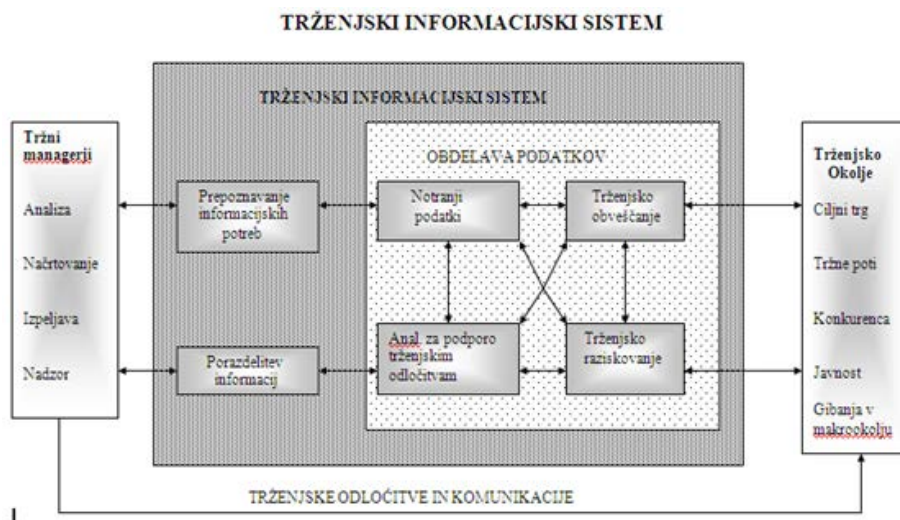 TRŽENJSKI INFORMACIJSKI SISTEM
TRŽENJSKI INFORMACIJSKI SISTEM
Tržni
managerji
Analiza
Načrtovanje
Izpeljava
Nadzor
Prepoznavanje
informacijskih
potreb
Porazdelitev
informacij
OBDELAVA PODATKOV
Notranji
podatki
Trženjsko
obveščanje
Anal. za podporo
trženjskim
odločitvam
Trženjsko
raziskovanje
Trženjsko
Okolje
Ciljni trg
Tržne poti
Konkurenca
Javnost
Gibanja v
makrookolju
TRŽENJSKE ODLOČITVE IN KOMUNIKACIJE